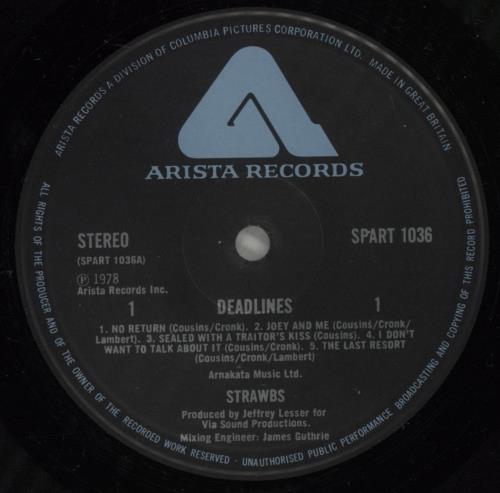 ARISTA RECORDS A DIVISION OF COLUMBIA PICTURES CORPORATION LTD. MADE IN GREAT BRITAIN
ARISTA RECORDS
STEREO
SPART 1036
(SPART 1036A)
℗ 1978
Arista Records Inc.
1 DEADLINES 1
1. NO RETURN (Cousins/Cronk). 2. JOEY AND ME (Cousins/Cronk/
Lambert). 3. SEALED WITH A TRAITOR'S KISS (Cousins). 4. I DON'T
WANT TO TALK ABOUT IT (Cousins/Cronk). 5. THE LAST RESORT
(Cousins/Cronk/Lambert)
Arnakata Music Ltd.
STRAWBS
Produced by Jeffrey Lesser for
Via Sound Productions.
Mixing Engineer: James Guthrie
ALL RIGHTS OF THE PRODUCER AND OF THE OWNER OF THE RECORDED WORK RESERVED - UNAUTHORISED PUBLIC PERFORMANCE BROADCASTING AND COPYING OF THIS RECORD PROHIBITED